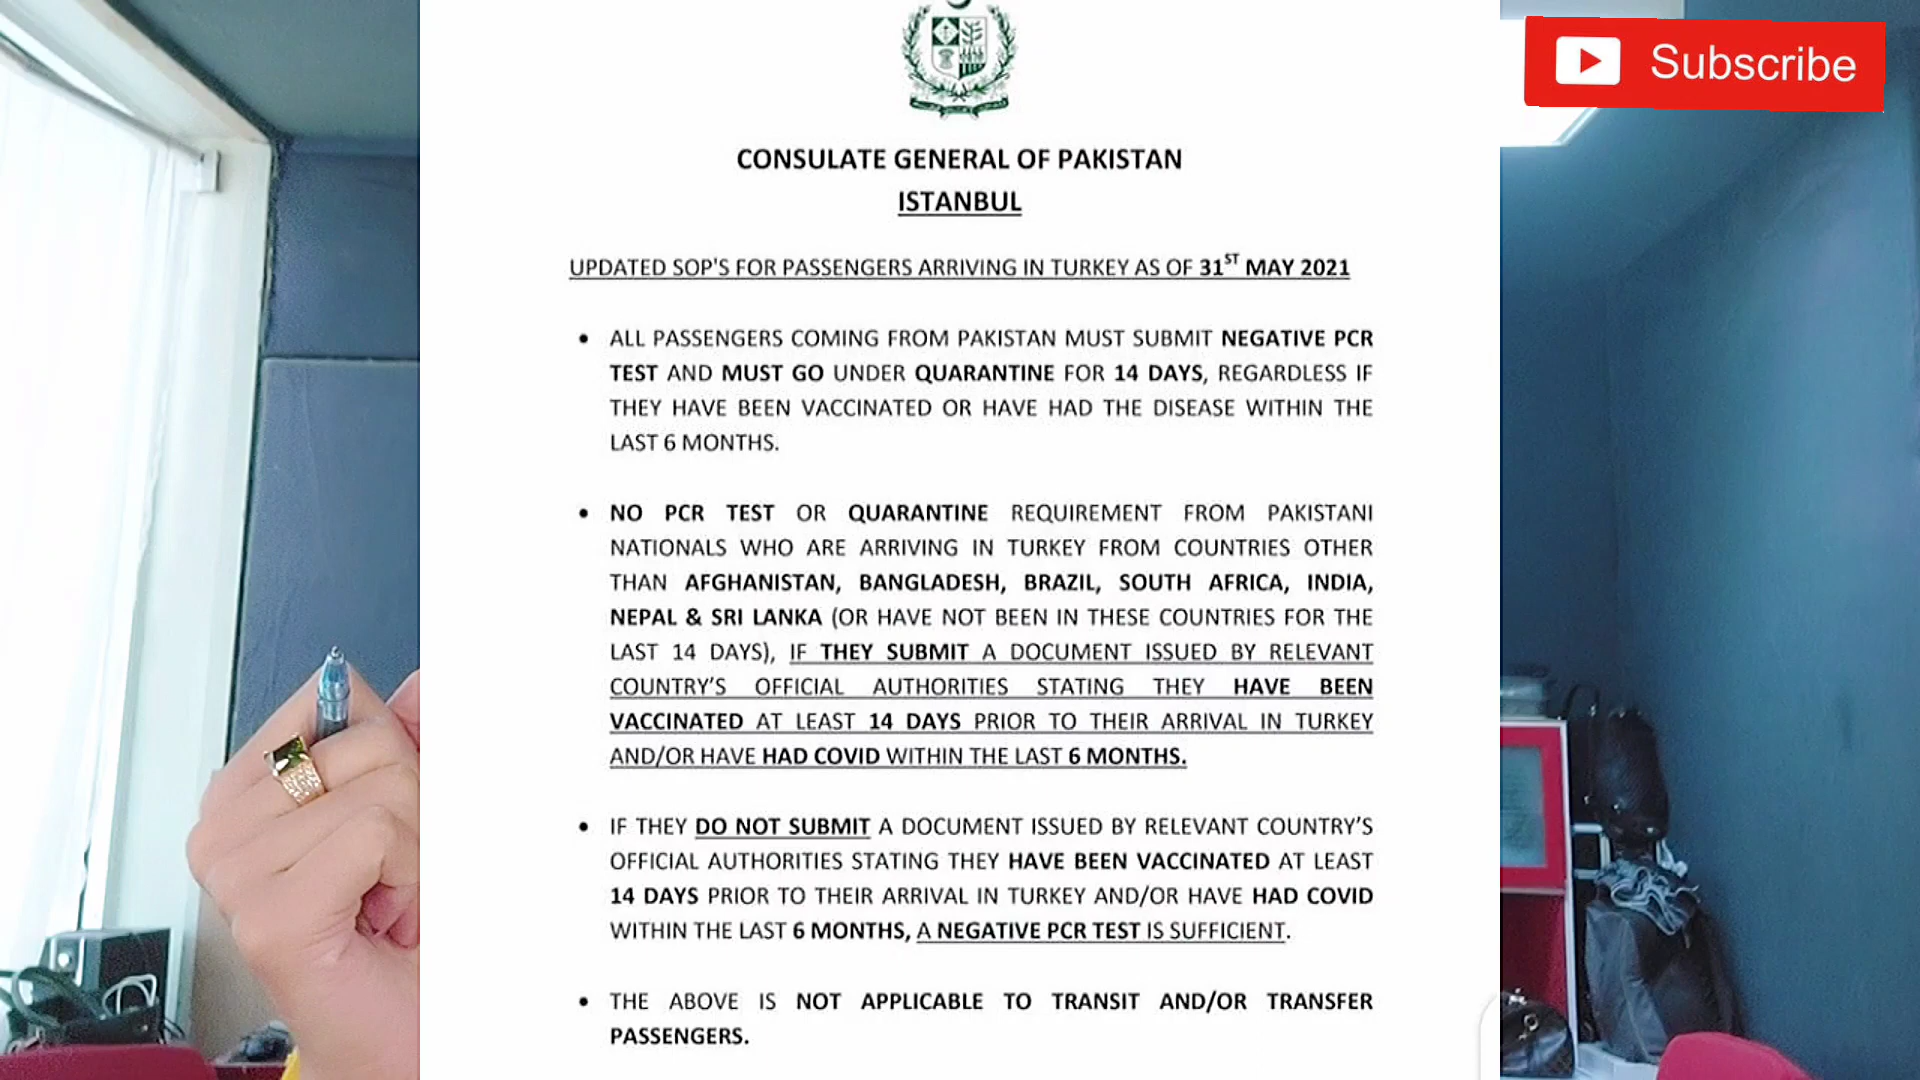 Subscribe
CONSULATE GENERAL OF PAKISTAN
ISTANBUL
UPDATED SOP'S FOR PASSENGERS ARRIVING IN TURKEY AS OF 31ST MAY 2021
• ALL PASSENGERS COMING FROM PAKISTAN MUST SUBMIT NEGATIVE PCR
TEST AND MUST GO UNDER QUARANTINE FOR 14 DAYS, REGARDLESS IF
THEY HAVE BEEN VACCINATED OR HAVE HAD THE DISEASE WITHIN THE
LAST 6 MONTHS.
• NO PCR TEST OR QUARANTINE REQUIREMENT FROM PAKISTANI
NATIONALS WHO ARE ARRIVING IN TURKEY FROM COUNTRIES OTHER
THAN AFGHANISTAN, BANGLADESH, BRAZIL, SOUTH AFRICA, INDIA,
NEPAL & SRI LANKA (OR HAVE NOT BEEN IN THESE COUNTRIES FOR THE
LAST 14 DAYS), IF THEY SUBMIT A DOCUMENT ISSUED BY RELEVANT
COUNTRY'S OFFICIAL AUTHORITIES STATING THEY HAVE BEEN
VACCINATED AT LEAST 14 DAYS PRIOR TO THEIR ARRIVAL IN TURKEY
AND/OR HAVE HAD COVID WITHIN THE LAST 6 MONTHS.
• IF THEY DO NOT SUBMIT A DOCUMENT ISSUED BY RELEVANT COUNTRY'S
OFFICIAL AUTHORITIES STATING THEY HAVE BEEN VACCINATED AT LEAST
14 DAYS PRIOR TO THEIR ARRIVAL IN TURKEY AND/OR HAVE HAD COVID
WITHIN THE LAST 6 MONTHS, A NEGATIVE PCR TEST IS SUFFICIENT.
• THE ABOVE IS NOT APPLICABLE TO TRANSIT AND/OR TRANSFER
PASSENGERS.